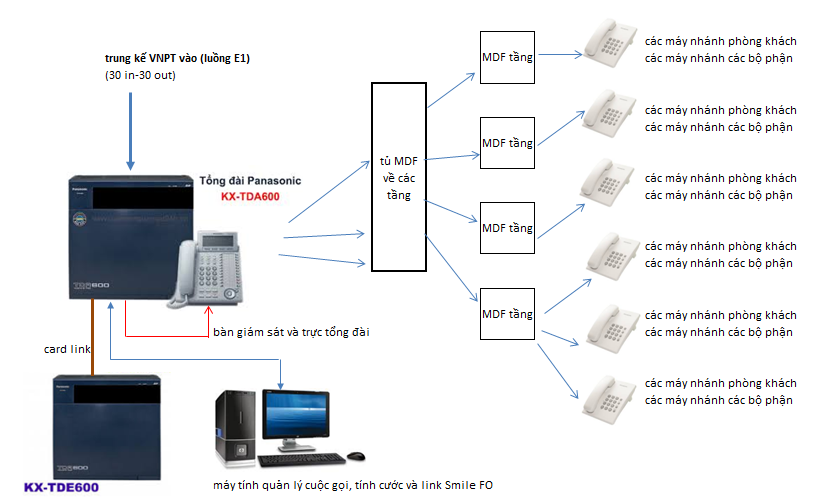 trung kế VNPT vào (luồng E1)
(30 in-30 out)
Tổng đài Panasonic
KX-TDA600
Panasonic
600
bàn giám sát và trực tổng đài
card link
Panasonic
600
KX-TDE600
máy tính quản lý cuộc gọi, tính cước và link Smile FO
tủ MDF
về các
tầng
MDF tầng
MDF tầng
MDF tầng
MDF tầng
các máy nhánh phòng khách
các máy nhánh các bộ phận
các máy nhánh phòng khách
các máy nhánh các bộ phận
các máy nhánh phòng khách
các máy nhánh các bộ phận
các máy nhánh phòng khách
các máy nhánh các bộ phận
các máy nhánh phòng khách
các máy nhánh các bộ phận
các máy nhánh phòng khách
các máy nhánh các bộ phận